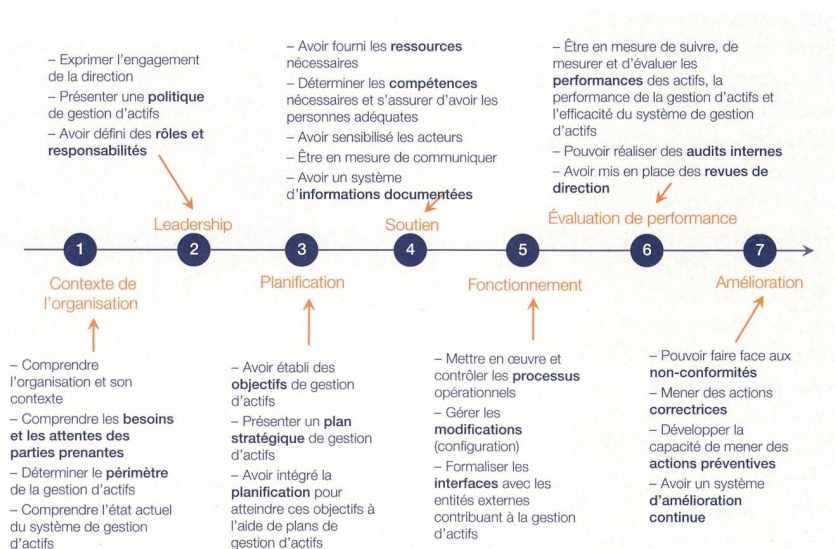 – Exprimer l'engagement
de la direction
– Présenter une politique
de gestion d'actifs
– Avoir défini des rôles et
responsabilités
– Avoir fourni les ressources
nécessaires
– Déterminer les compétences
nécessaires et s'assurer d'avoir les
personnes adéquates
– Avoir sensibilisé les acteurs
– Être en mesure de communiquer
– Avoir un système
d'informations documentées
– Être en mesure de suivre, de
mesurer et d'évaluer les
performances des actifs, la
performance de la gestion d'actifs et
l'efficacité du système de gestion
d'actifs
– Pouvoir réaliser des audits internes
– Avoir mis en place des revues de
direction
Leadership
Soutien
Évaluation de performance
1
2
3
4
5
6
7
Contexte de
l'organisation
Planification
Fonctionnement
Amélioration
– Comprendre
l'organisation et son
contexte
– Comprendre les besoins
et les attentes des
parties prenantes
– Déterminer le périmètre
de la gestion d'actifs
– Comprendre l'état actuel
du système de gestion
d'actifs
– Avoir établi des
objectifs de gestion
d'actifs
– Présenter un plan
stratégique de gestion
d'actifs
– Avoir intégré la
planification pour
atteindre ces objectifs à
l'aide de plans de
gestion d'actifs
– Mettre en œuvre et
contrôler les processus
opérationnels
– Gérer les
modifications
(configuration)
– Formaliser les
interfaces avec les
entités externes
contribuant à la gestion
d'actifs
– Pouvoir faire face aux
non-conformités
– Mener des actions
correctrices
– Développer la
capacité de mener des
actions préventives
– Avoir un système
d'amélioration
continue